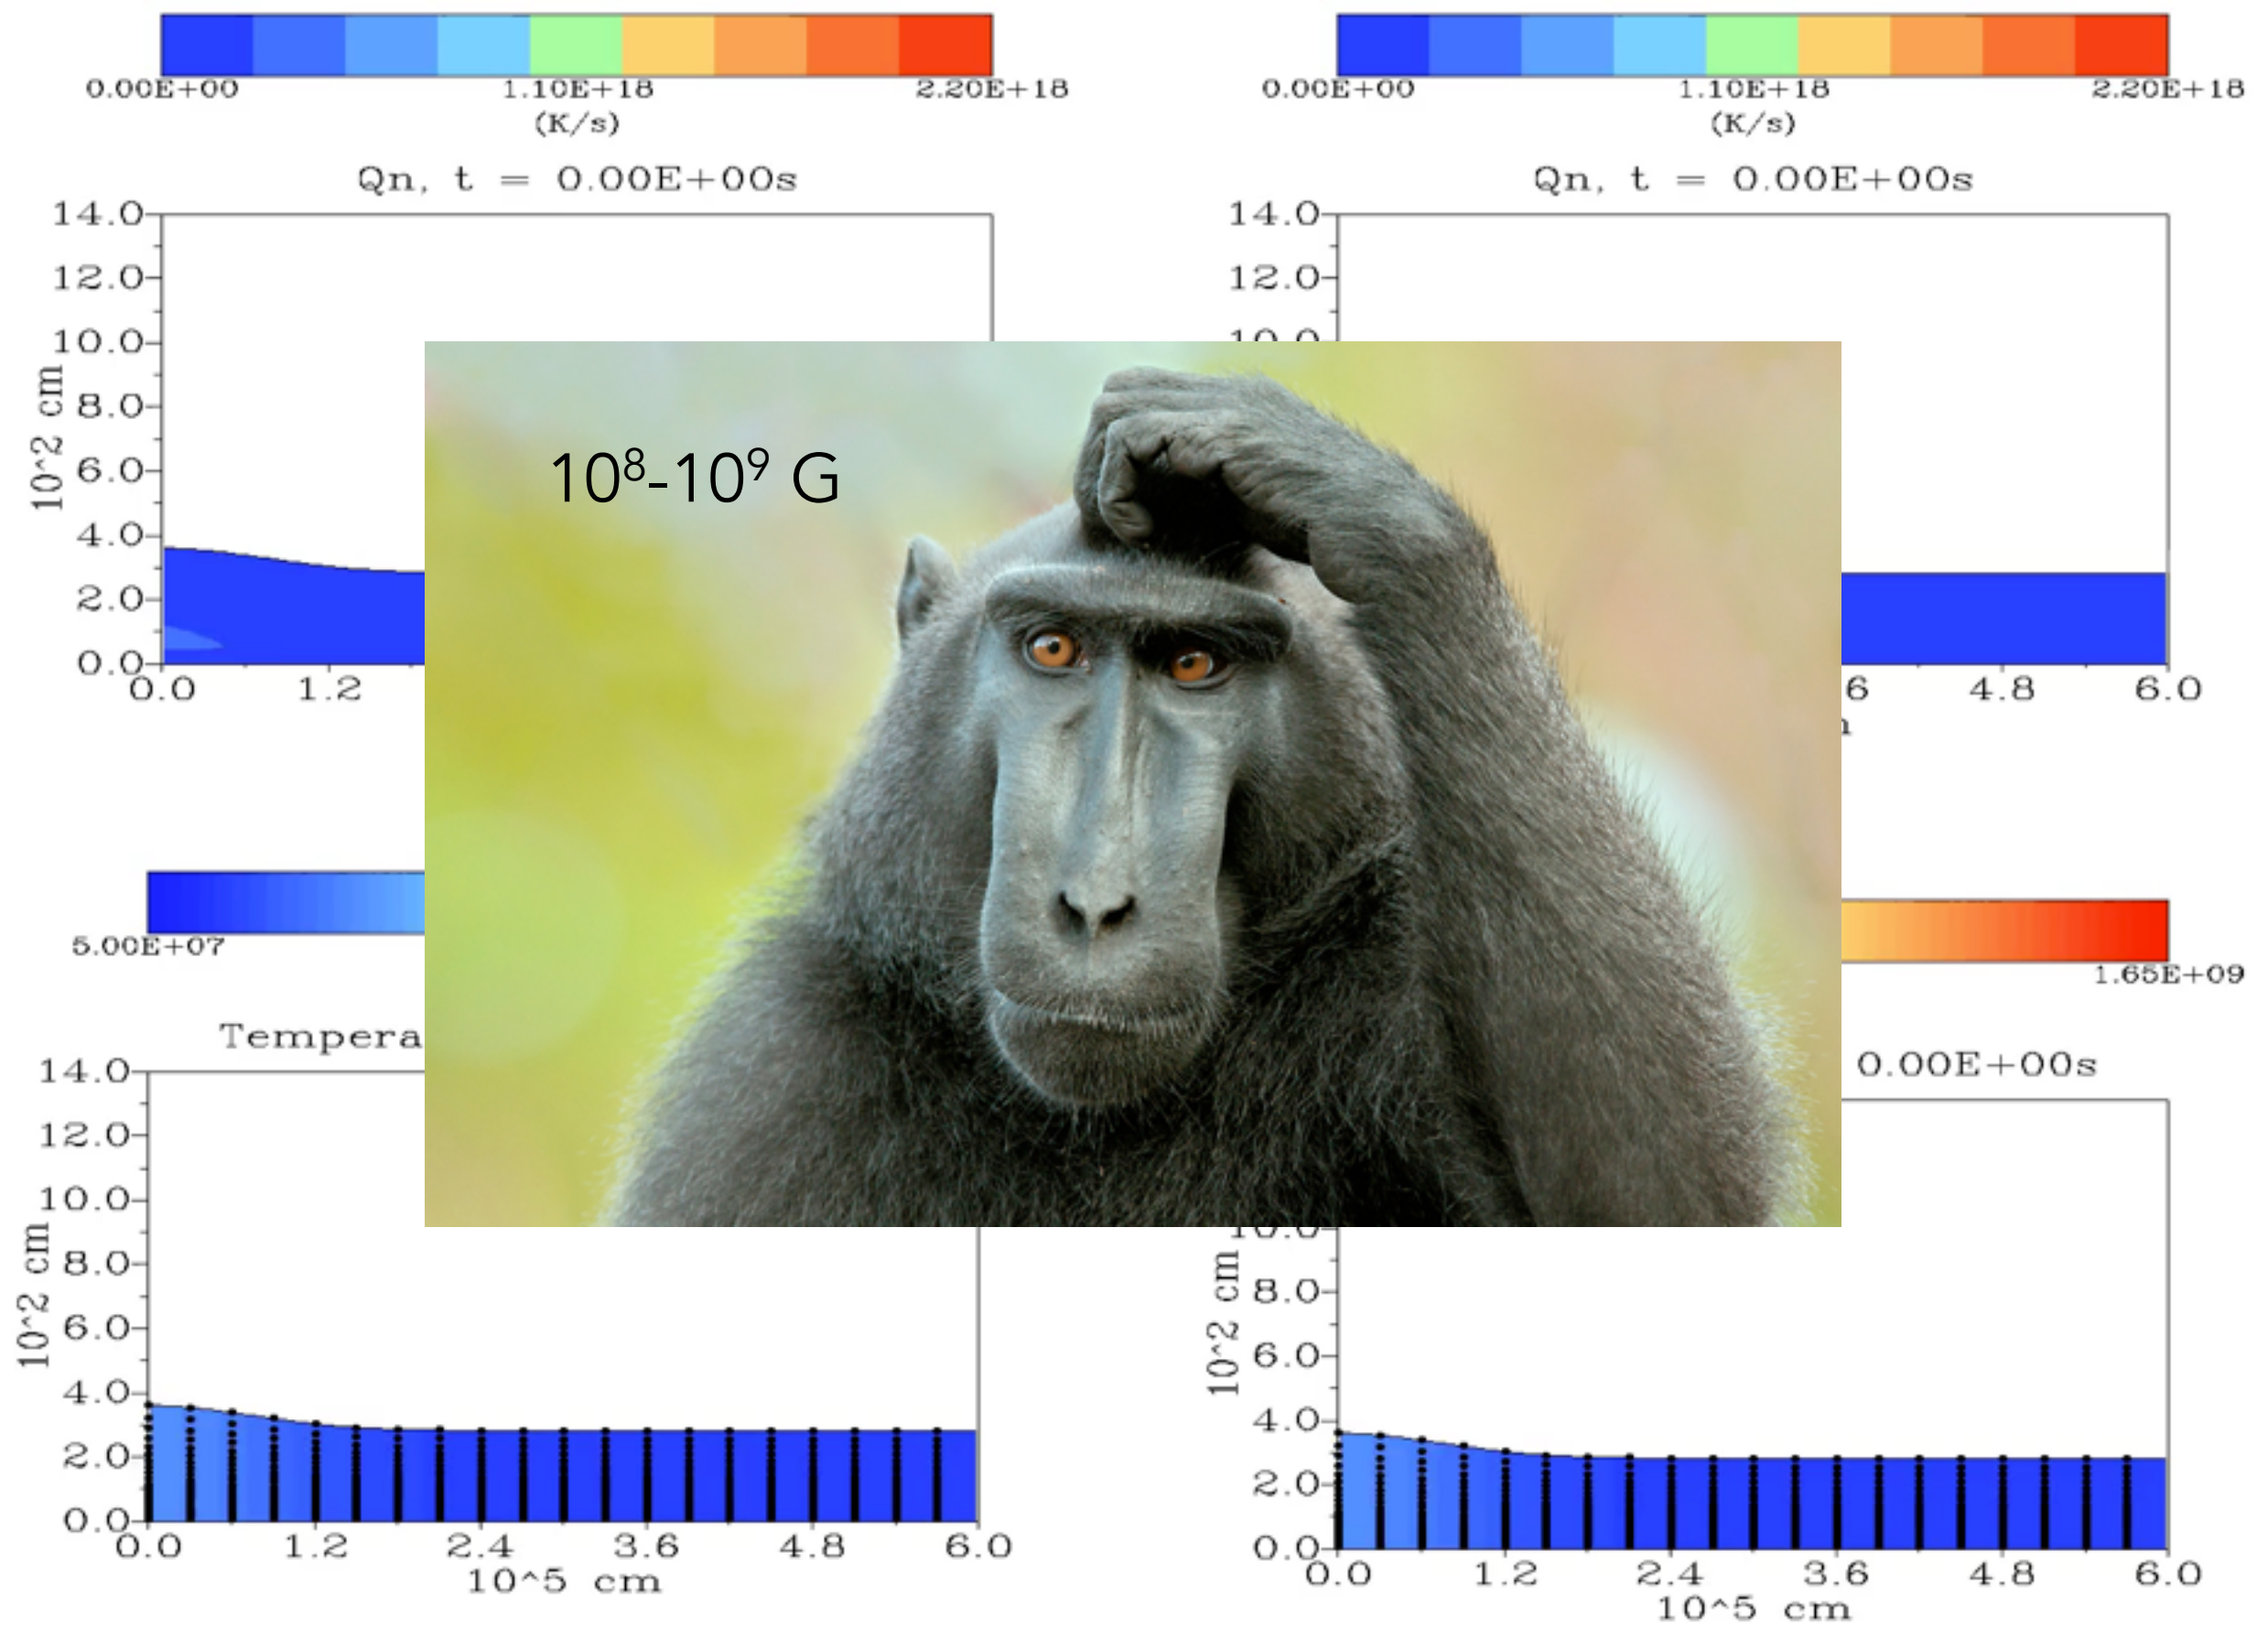 0.00E+00 1.10E+18 2.20E+18
(K/s)
Qn, t = 0.00E+00s
14.0
12.0
10.0
8.0
6.0
4.0
2.0
0.0
10^2 cm
0.0 1.2
0.00E+00 1.10E+18 2.20E+18
(K/s)
Qn, t = 0.00E+00s
14.0
12.0
10.0
6 4.8 6.0
10⁸-10⁹ G
5.00E+07
Tempera
14.0
12.0
10.0
8.0
6.0
4.0
2.0
0.0
10^2 cm
0.0 1.2 2.4 3.6 4.8 6.0
10^5 cm
1.65E+09
0.00E+00s
10.0
8.0
6.0
4.0
2.0
0.0
10^2 cm
0.0 1.2 2.4 3.6 4.8 6.0
10^5 cm